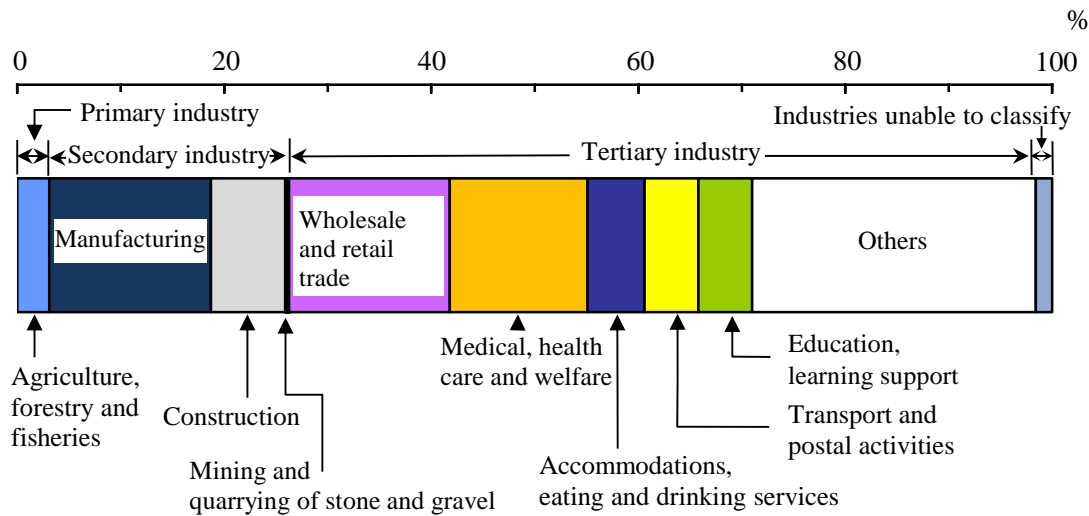 %
0 20 40 60 80 100
Primary industry
Industries unable to classify
Secondary industry
Tertiary industry
Manufacturing
Wholesale
and retail
trade
Others
Agriculture,
forestry and
fisheries
Construction
Mining and
quarrying of stone and gravel
Medical, health
care and welfare
Accommodations,
eating and drinking services
Transport and
postal activities
Education,
learning support